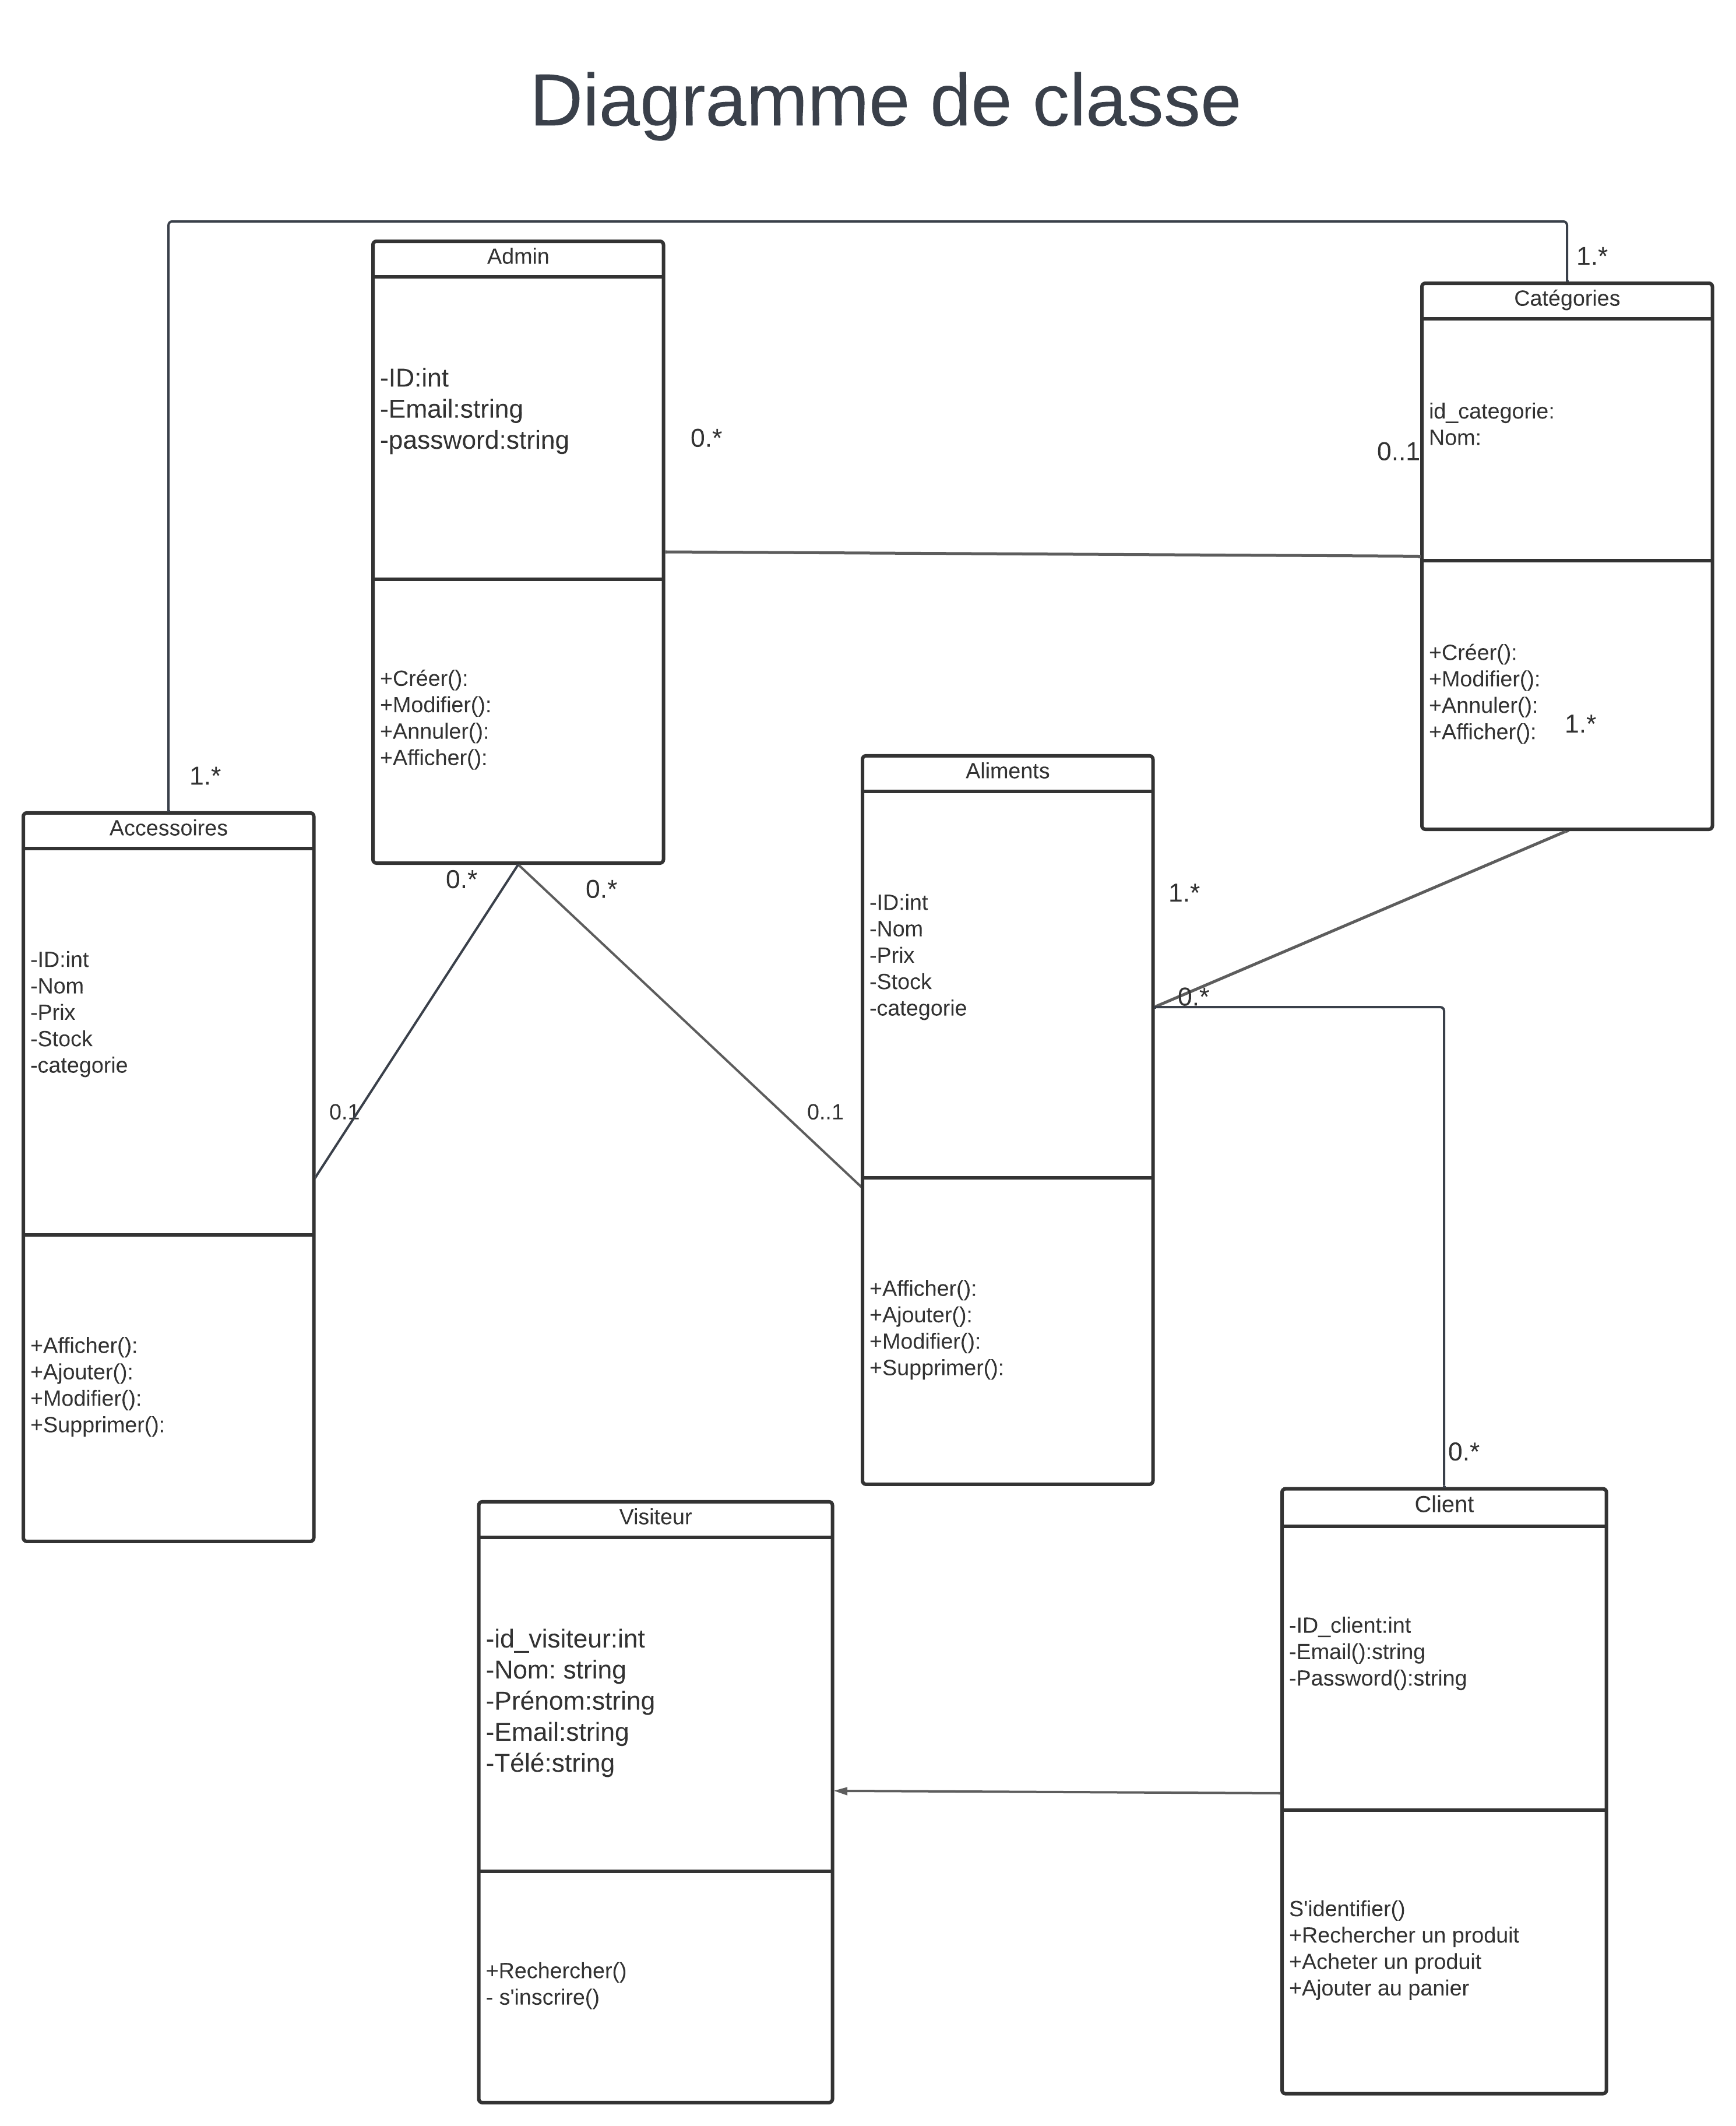 Diagramme de classe
Admin
-ID:int
-Email:string
-password:string
+Créer():
+Modifier():
+Annuler():
+Afficher():
0.*
0..1
1.*
Catégories
id_categorie:
Nom:
+Créer():
+Modifier():
+Annuler():
+Afficher():
1.*
1.*
Accessoires
-ID:int
-Nom
-Prix
-Stock
-categorie
+Afficher():
+Ajouter():
+Modifier():
+Supprimer():
0.*
0.*
0.1
0..1
Aliments
-ID:int
-Nom
-Prix
-Stock
-categorie
+Afficher():
+Ajouter():
+Modifier():
+Supprimer():
1.*
0.*
0.*
Visiteur
-id_visiteur:int
-Nom: string
-Prénom:string
-Email:string
-Télé:string
+Rechercher()
- s'inscrire()
Client
-ID_client:int
-Email():string
-Password():string
S'identifier()
+Rechercher un produit
+Acheter un produit
+Ajouter au panier